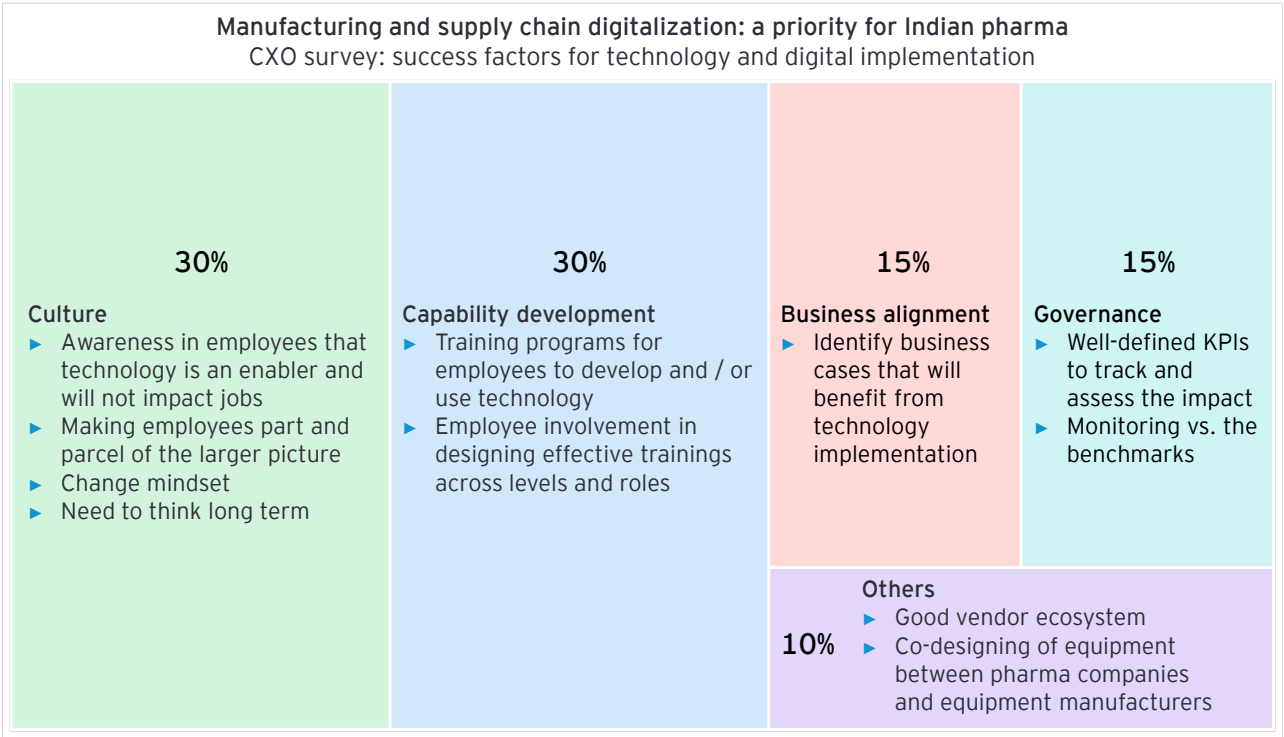 Manufacturing and supply chain digitalization: a priority for Indian pharma
CXO survey: success factors for technology and digital implementation
30%
Culture
► Awareness in employees that
technology is an enabler and
will not impact jobs
► Making employees part and
parcel of the larger picture
► Change mindset
► Need to think long term
30%
Capability development
► Training programs for
employees to develop and / or
use technology
► Employee involvement in
designing effective trainings
across levels and roles
15%
Business alignment
► Identify business
cases that will
benefit from
technology
implementation
15%
Governance
► Well-defined KPIs
to track and
assess the impact
► Monitoring vs. the
benchmarks
10%
Others
► Good vendor ecosystem
► Co-designing of equipment
between pharma companies
and equipment manufacturers